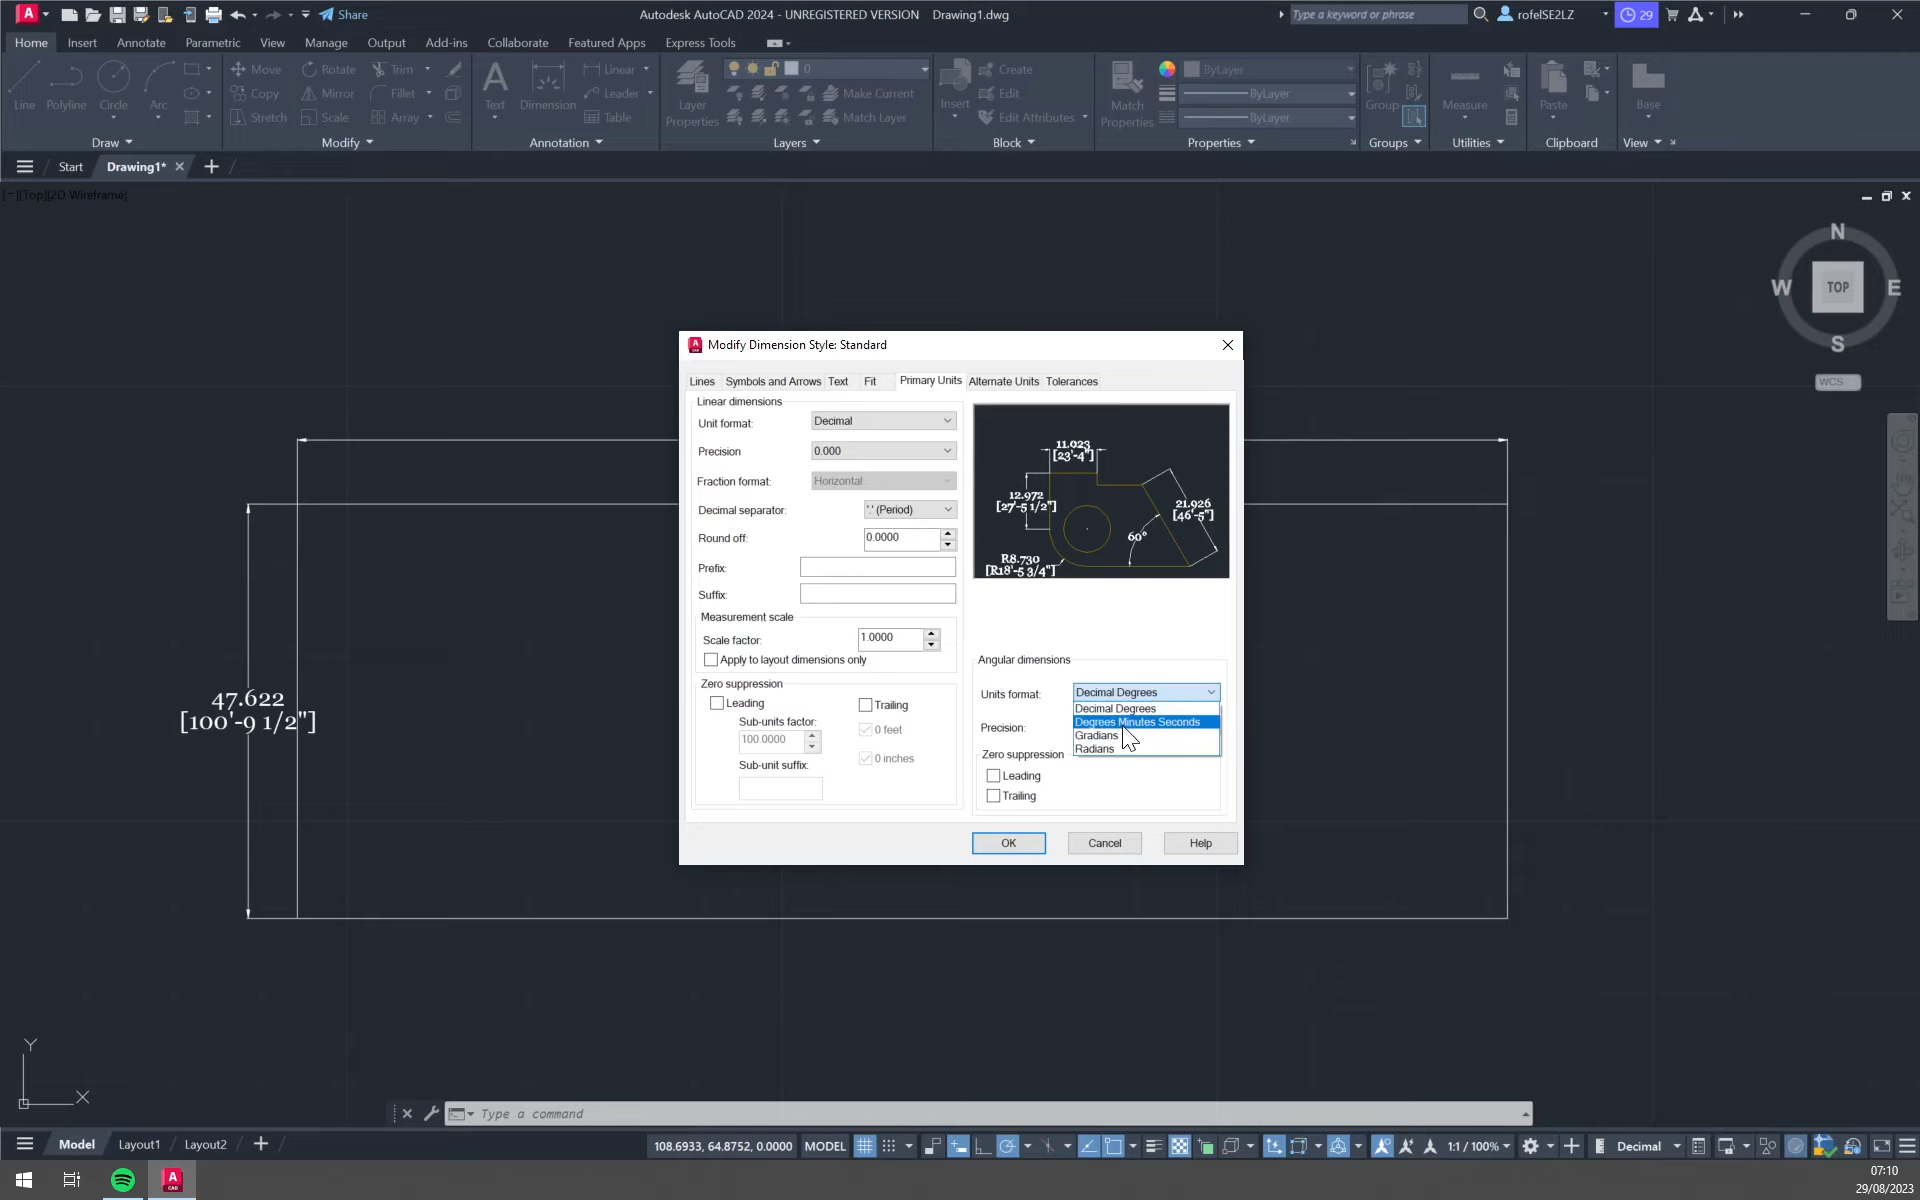 Share
Autodesk AutoCAD 2024 - UNREGISTERED VERSION Drawing1.dwg
Type a keyword or phrase
rofelSE2LZ
29
Home Insert Annotate Parametric View Manage Output Add-ins Collaborate Featured Apps Express Tools
Line Polyline Circle Arc
Move Rotate Trim
Copy Mirror Fillet
Stretch Scale Array
Text Dimension
Linear
Leader
Table
Layer Properties
0
Make Current
Match Layer
Insert
Create
Edit
Edit Attributes
Match Properties
ByLayer
ByLayer
ByLayer
Group
Measure
Paste
Base
Draw Modify Annotation Layers Block Properties Groups Utilities Clipboard View
Start Drawing1*
[−][Top][2D Wireframe]
N
W TOP E
S
WCS
47.622
[100'-9 1/2"]
Modify Dimension Style: Standard
Lines Symbols and Arrows Text Fit Primary Units Alternate Units Tolerances
Linear dimensions
Unit format: Decimal
Precision 0.000
Fraction format: Horizontal
Decimal separator: '.' (Period)
Round off: 0.0000
Prefix:
Suffix:
Measurement scale
Scale factor: 1.0000
Apply to layout dimensions only
Zero suppression
Leading Trailing
Sub-units factor: 0 feet
100.0000
Sub-unit suffix: 0 inches
11.023
[23'-4"]
12.972
[27'-5 1/2"]
21.926
[46'-5"]
60°
R8.730
[R18'-5 3/4"]
Angular dimensions
Units format: Decimal Degrees
Decimal Degrees
Degrees Minutes Seconds
Gradians
Radians
Precision:
Zero suppression
Leading
Trailing
OK Cancel Help
Y
X
Type a command
Model Layout1 Layout2
108.6933, 64.8752, 0.0000 MODEL 1:1 / 100% Decimal
07:10
29/08/2023